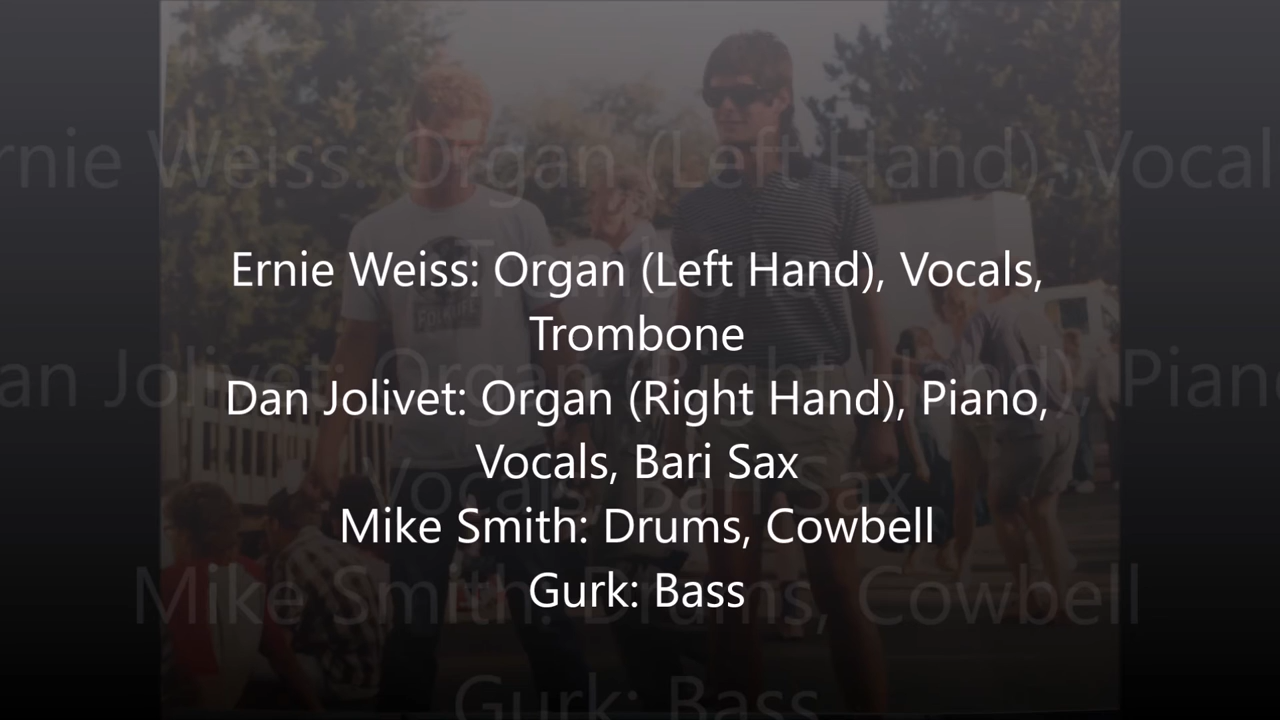 Ernie Weiss: Organ (Left Hand), Vocals,
Trombone
Dan Jolivet: Organ (Right Hand), Piano,
Vocals, Bari Sax
Mike Smith: Drums, Cowbell
Gurk: Bass
FOLKLIFE